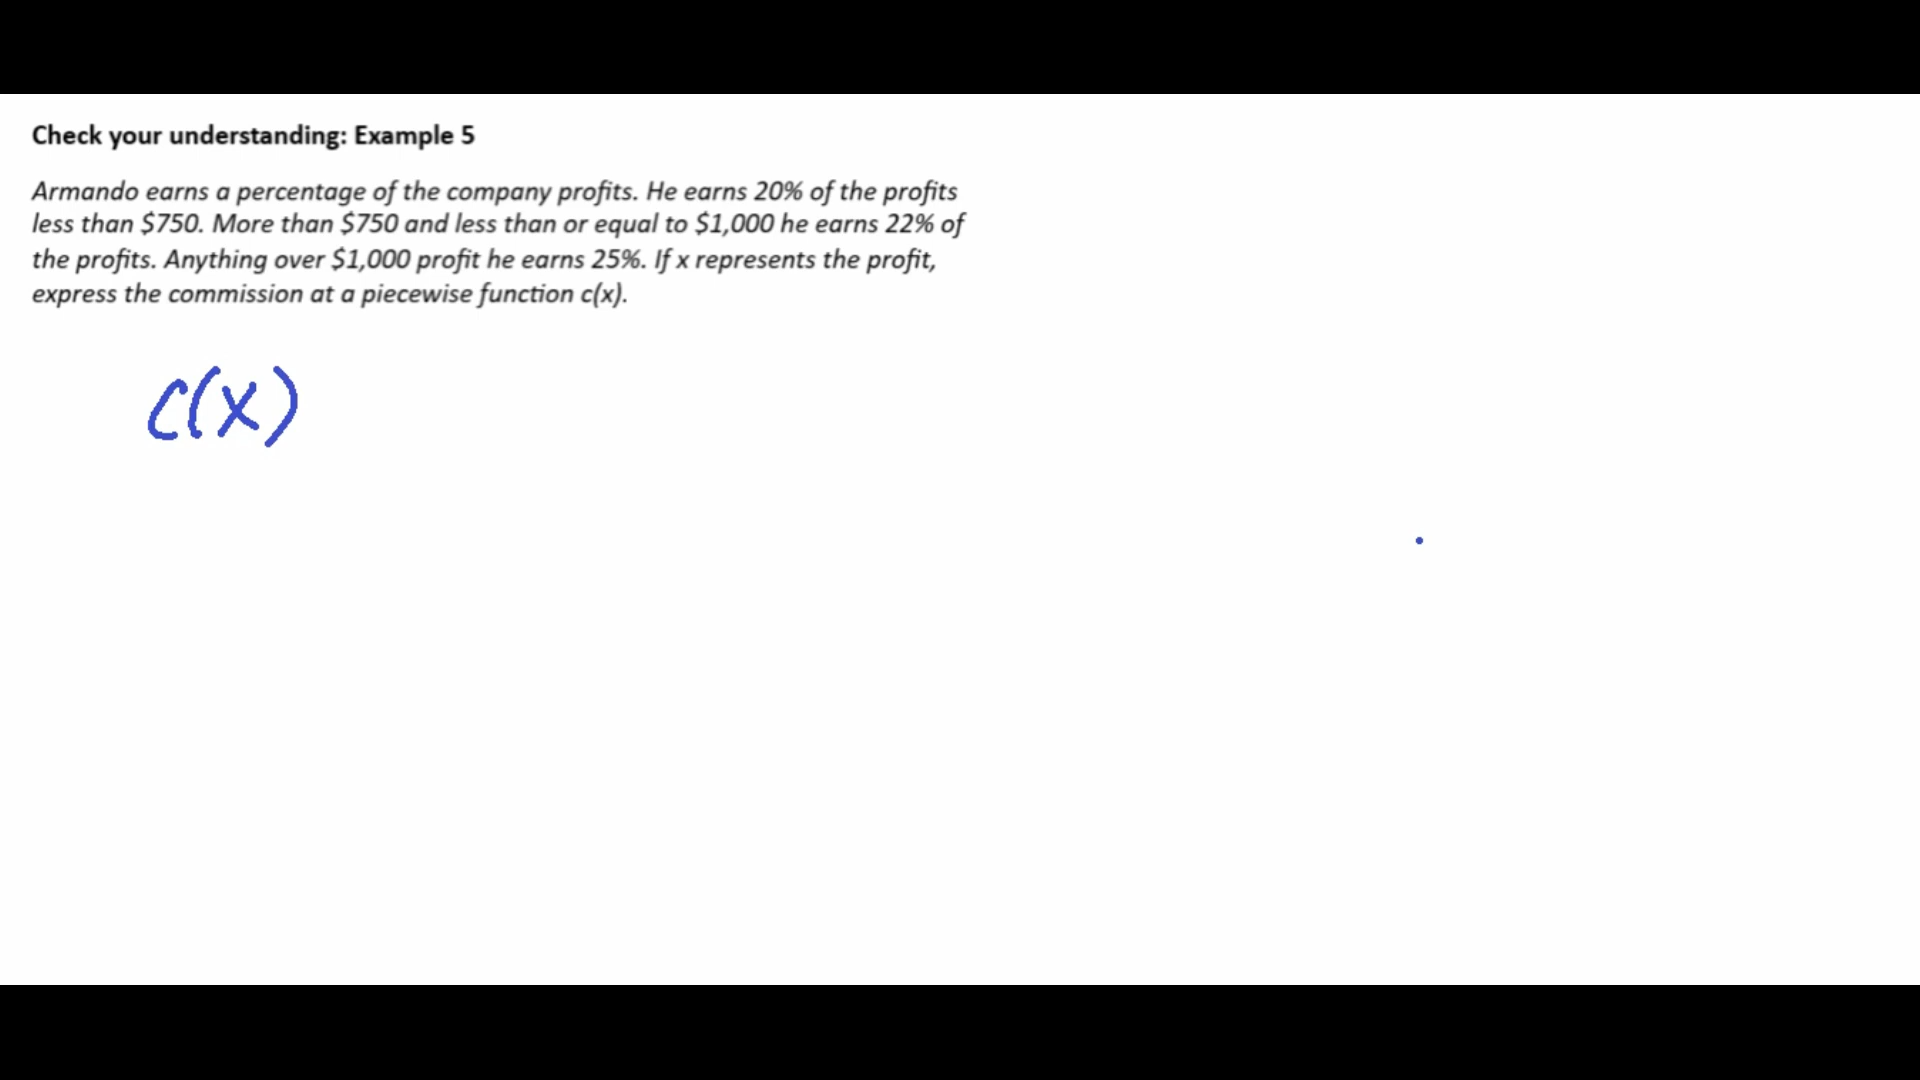 Check your understanding: Example 5
Armando earns a percentage of the company profits. He earns 20% of the profits
less than $750. More than $750 and less than or equal to $1,000 he earns 22% of
the profits. Anything over $1,000 profit he earns 25%. If x represents the profit,
express the commission at a piecewise function c(x).
c(x)